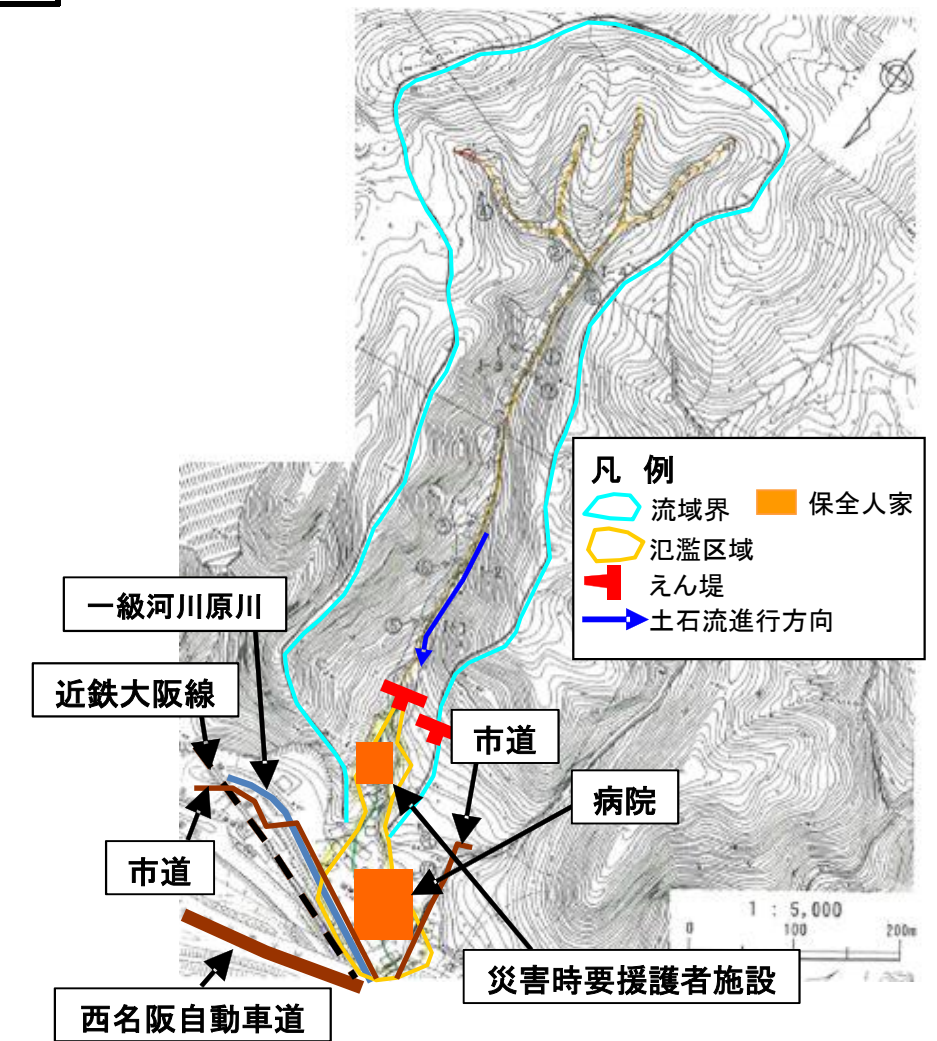 凡 例
流域界
保全人家
氾濫区域
えん堤
土石流進行方向
一級河川原川
近鉄大阪線
市道
病院
市道
1 : 5,000
0 100 200m
災害時要援護者施設
西名阪自動車道